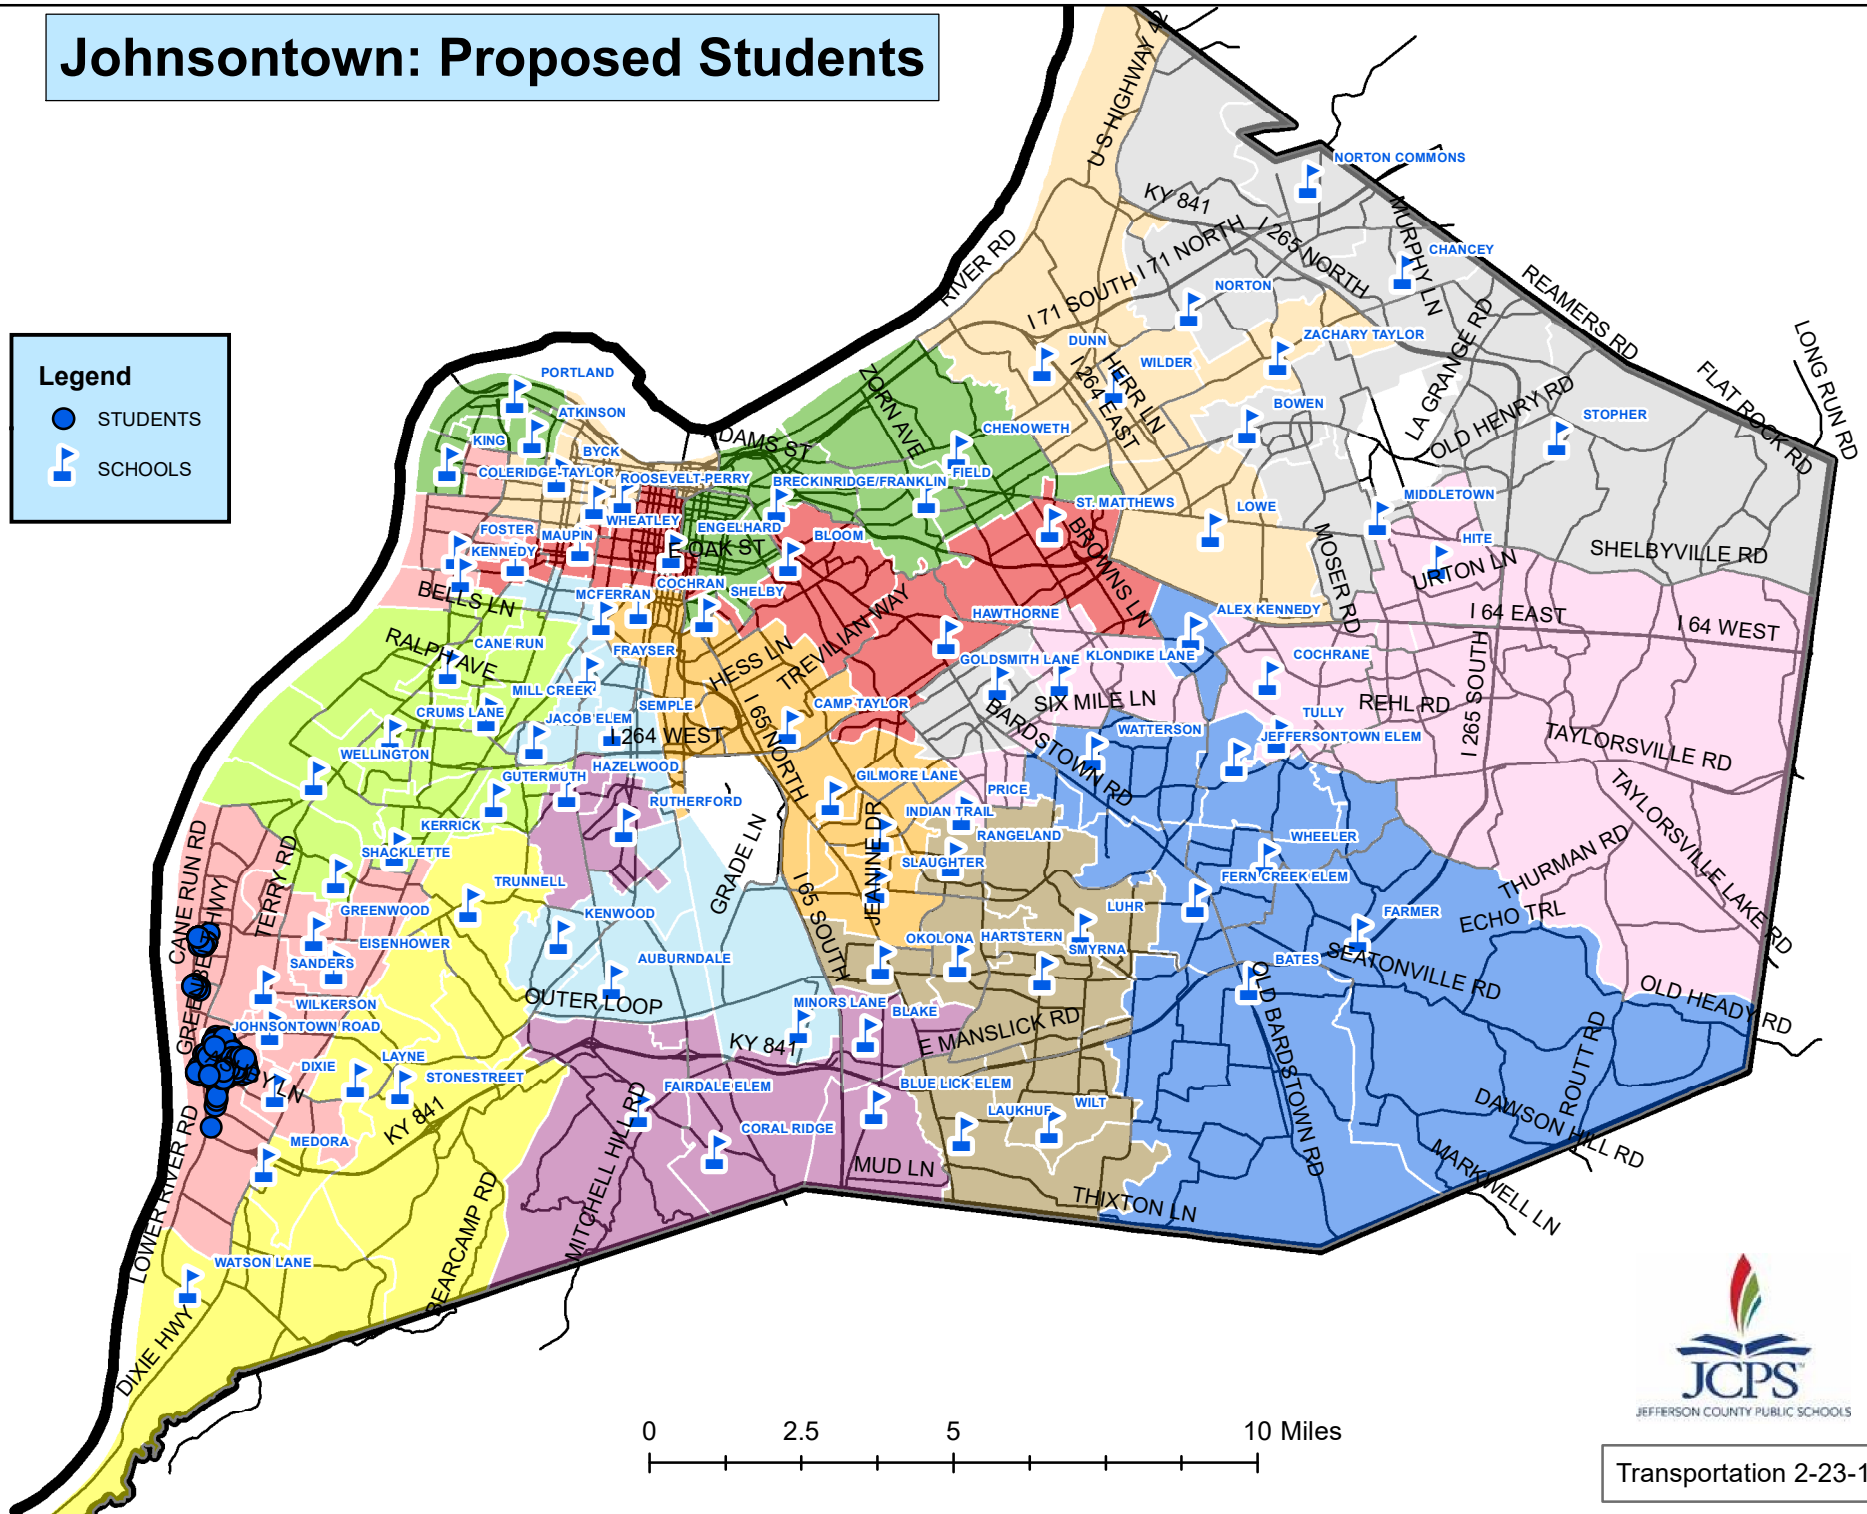 Johnsontown: Proposed Students
U S HIGHWAY 42
NORTON COMMONS
KY 841
MURPHY LN
I 71 NORTH
I 265 NORTH
CHANCEY
RIVER RD
REAMERS RD
I 71 SOUTH
NORTON
LONG RUN RD
LA GRANGE RD
ZACHARY TAYLOR
DUNN
WILDER
HERR LN
I 264 EAST
FLAT ROCK RD
Legend
STUDENTS
SCHOOLS
PORTLAND
ZORN AVE
OLD HENRY RD
BOWEN
STOPHER
ATKINSON
ADAMS ST
CHENOWETH
KING
BYCK
COLERIDGE-TAYLOR
ROOSEVELT-PERRY
BRECKINRIDGE/FRANKLIN
FIELD
ST. MATTHEWS
LOWE
MIDDLETOWN
WHEATLEY
ENGELHARD
BLOOM
BROWNS LN
MOSER RD
HITE
FOSTER
MAUPIN
E OAK ST
SHELBYVILLE RD
KENNEDY
URTON LN
BELLS LN
MCFERRAN
COCHRAN
SHELBY
TREVILIAN WAY
HAWTHORNE
ALEX KENNEDY
I 64 EAST
I 64 WEST
RALPH AVE
CANE RUN
FRAYSER
HESS LN
GOLDSMITH LANE
KLONDIKE LANE
COCHRANE
I 265 SOUTH
MILL CREEK
SEMPLE
I 65 NORTH
CAMP TAYLOR
BARDSTOWN RD
SIX MILE LN
REHL RD
CRUMS LANE
JACOB ELEM
I 264 WEST
WATTERSON
TULLY
JEFFERSONTOWN ELEM
TAYLORSVILLE RD
WELLINGTON
GUTERMUTH
HAZELWOOD
GILMORE LANE
PRICE
TAYLORSVILLE LAKE RD
RUTHERFORD
INDIAN TRAIL
KERRICK
RANGELAND
WHEELER
THURMAN RD
CANE RUN RD
TERRY RD
SHACKLETTE
GRADE LN
JEANINE DR
SLAUGHTER
TRUNNELL
I 65 SOUTH
FERN CREEK ELEM
GREENWOOD
KENWOOD
LUHR
FARMER
ECHO TRL
EISENHOWER
OKOLONA
HARTSTERN
SMYRNA
SANDERS
AUBURNDALE
BATES
SEATONVILLE RD
OUTER LOOP
MINORS LANE
BLAKE
OLD HEADY RD
WILKERSON
JOHNSONTOWN ROAD
KY 841
E MANSLICK RD
OLD BARDSTOWN RD
ROUTT RD
DIXIE
LAYNE
STONESTREET
FAIRDALE ELEM
BLUE LICK ELEM
LAUKHUF
WILT
DAWSON HILL RD
KY 841
MITCHELL HILL RD
CORAL RIDGE
MUD LN
MEDORA
LOWER RIVER RD
MARKWELL LN
BEARCAMP RD
THIXTON LN
WATSON LANE
DIXIE HWY
JCPS
JEFFERSON COUNTY PUBLIC SCHOOLS
0 2.5 5 10 Miles
Transportation 2-23-1